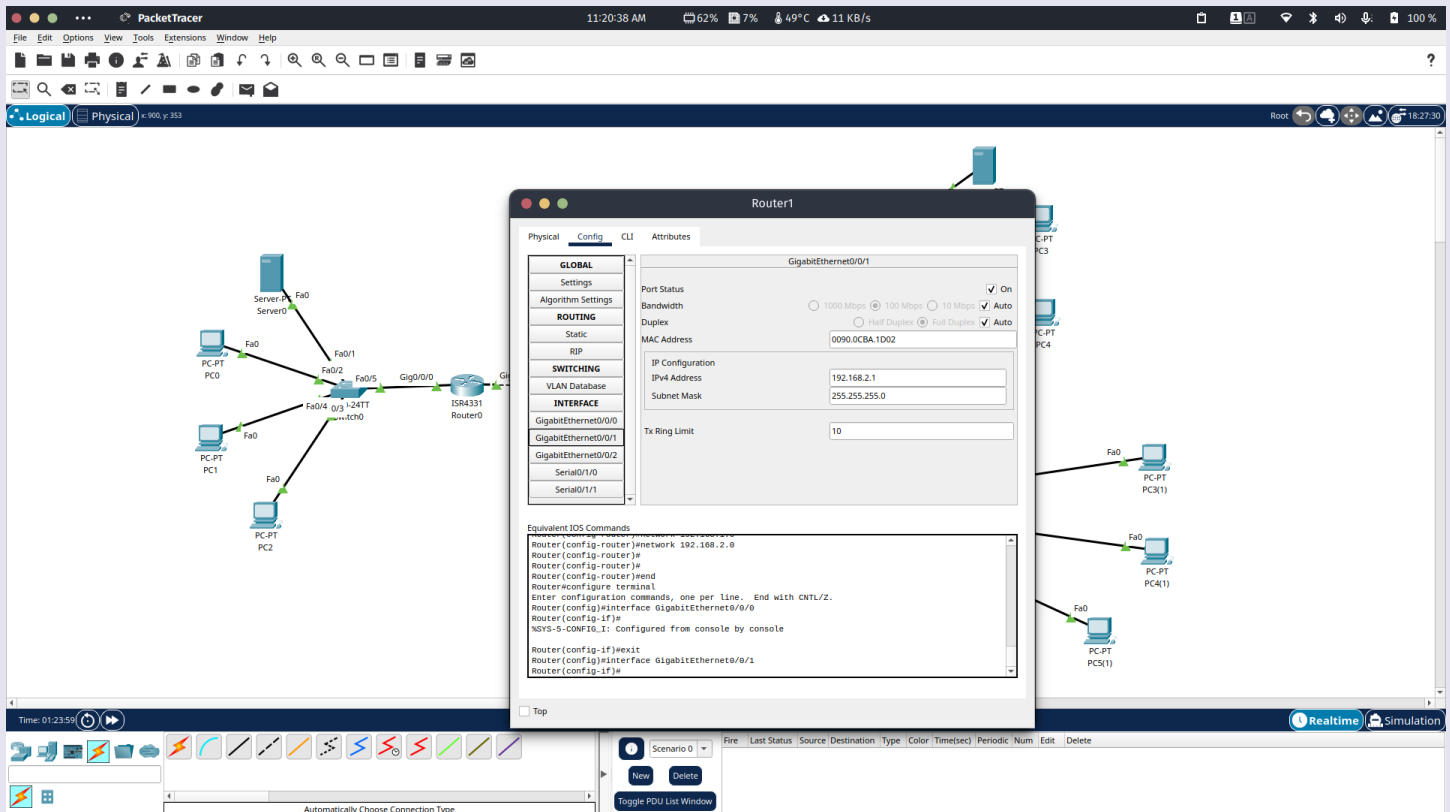 PacketTracer
11:20:38 AM
62% 7% 49°C 11 KB/s
1 A
100 %
File Edit Options View Tools Extensions Window Help
?
Logical Physical x: 900, y: 353
Root 18:27:30
Server0
Fa0
PC-PT
PC0
Fa0
Fa0/1
Fa0/2
Fa0/5
Gig0/0/0
Fa0/4
0/3
-24TT
ISR4331
Router0
Fa0
PC-PT
PC1
Fa0
PC-PT
PC2
PC3
PC4
Fa0
PC-PT
PC3(1)
Fa0
PC-PT
PC4(1)
Fa0
PC-PT
PC5(1)
Router1
Physical Config CLI Attributes
GLOBAL
Settings
Algorithm Settings
ROUTING
Static
RIP
SWITCHING
VLAN Database
INTERFACE
GigabitEthernet0/0/0
GigabitEthernet0/0/1
GigabitEthernet0/0/2
Serial0/1/0
Serial0/1/1
GigabitEthernet0/0/1
Port Status On
Bandwidth 1000 Mbps 100 Mbps 10 Mbps Auto
Duplex Half Duplex Full Duplex Auto
MAC Address 0090.0CBA.1D02
IP Configuration
IPv4 Address 192.168.2.1
Subnet Mask 255.255.255.0
Tx Ring Limit 10
Equivalent IOS Commands
Router(config-router)#network 192.168.2.0
Router(config-router)#
Router(config-router)#
Router(config-router)#end
Router#configure terminal
Enter configuration commands, one per line. End with CNTL/Z.
Router(config)#interface GigabitEthernet0/0/0
Router(config-if)#
%SYS-5-CONFIG_I: Configured from console by console
Router(config-if)#exit
Router(config)#interface GigabitEthernet0/0/1
Router(config-if)#
Top
Time: 01:23:59
Realtime Simulation
Scenario 0
New Delete
Toggle PDU List Window
Fire Last Status Source Destination Type Color Time(sec) Periodic Num Edit Delete
Automatically Choose Connection Type